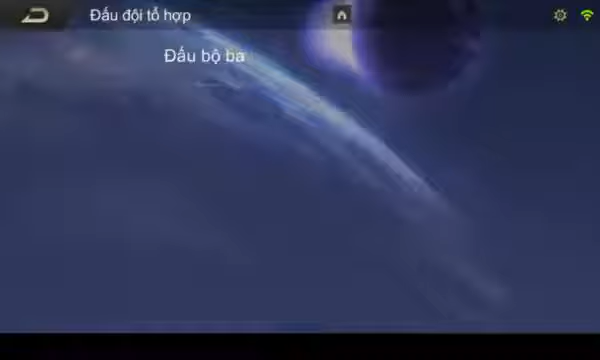 Đấu đội tổ hợp
Đấu bộ ba